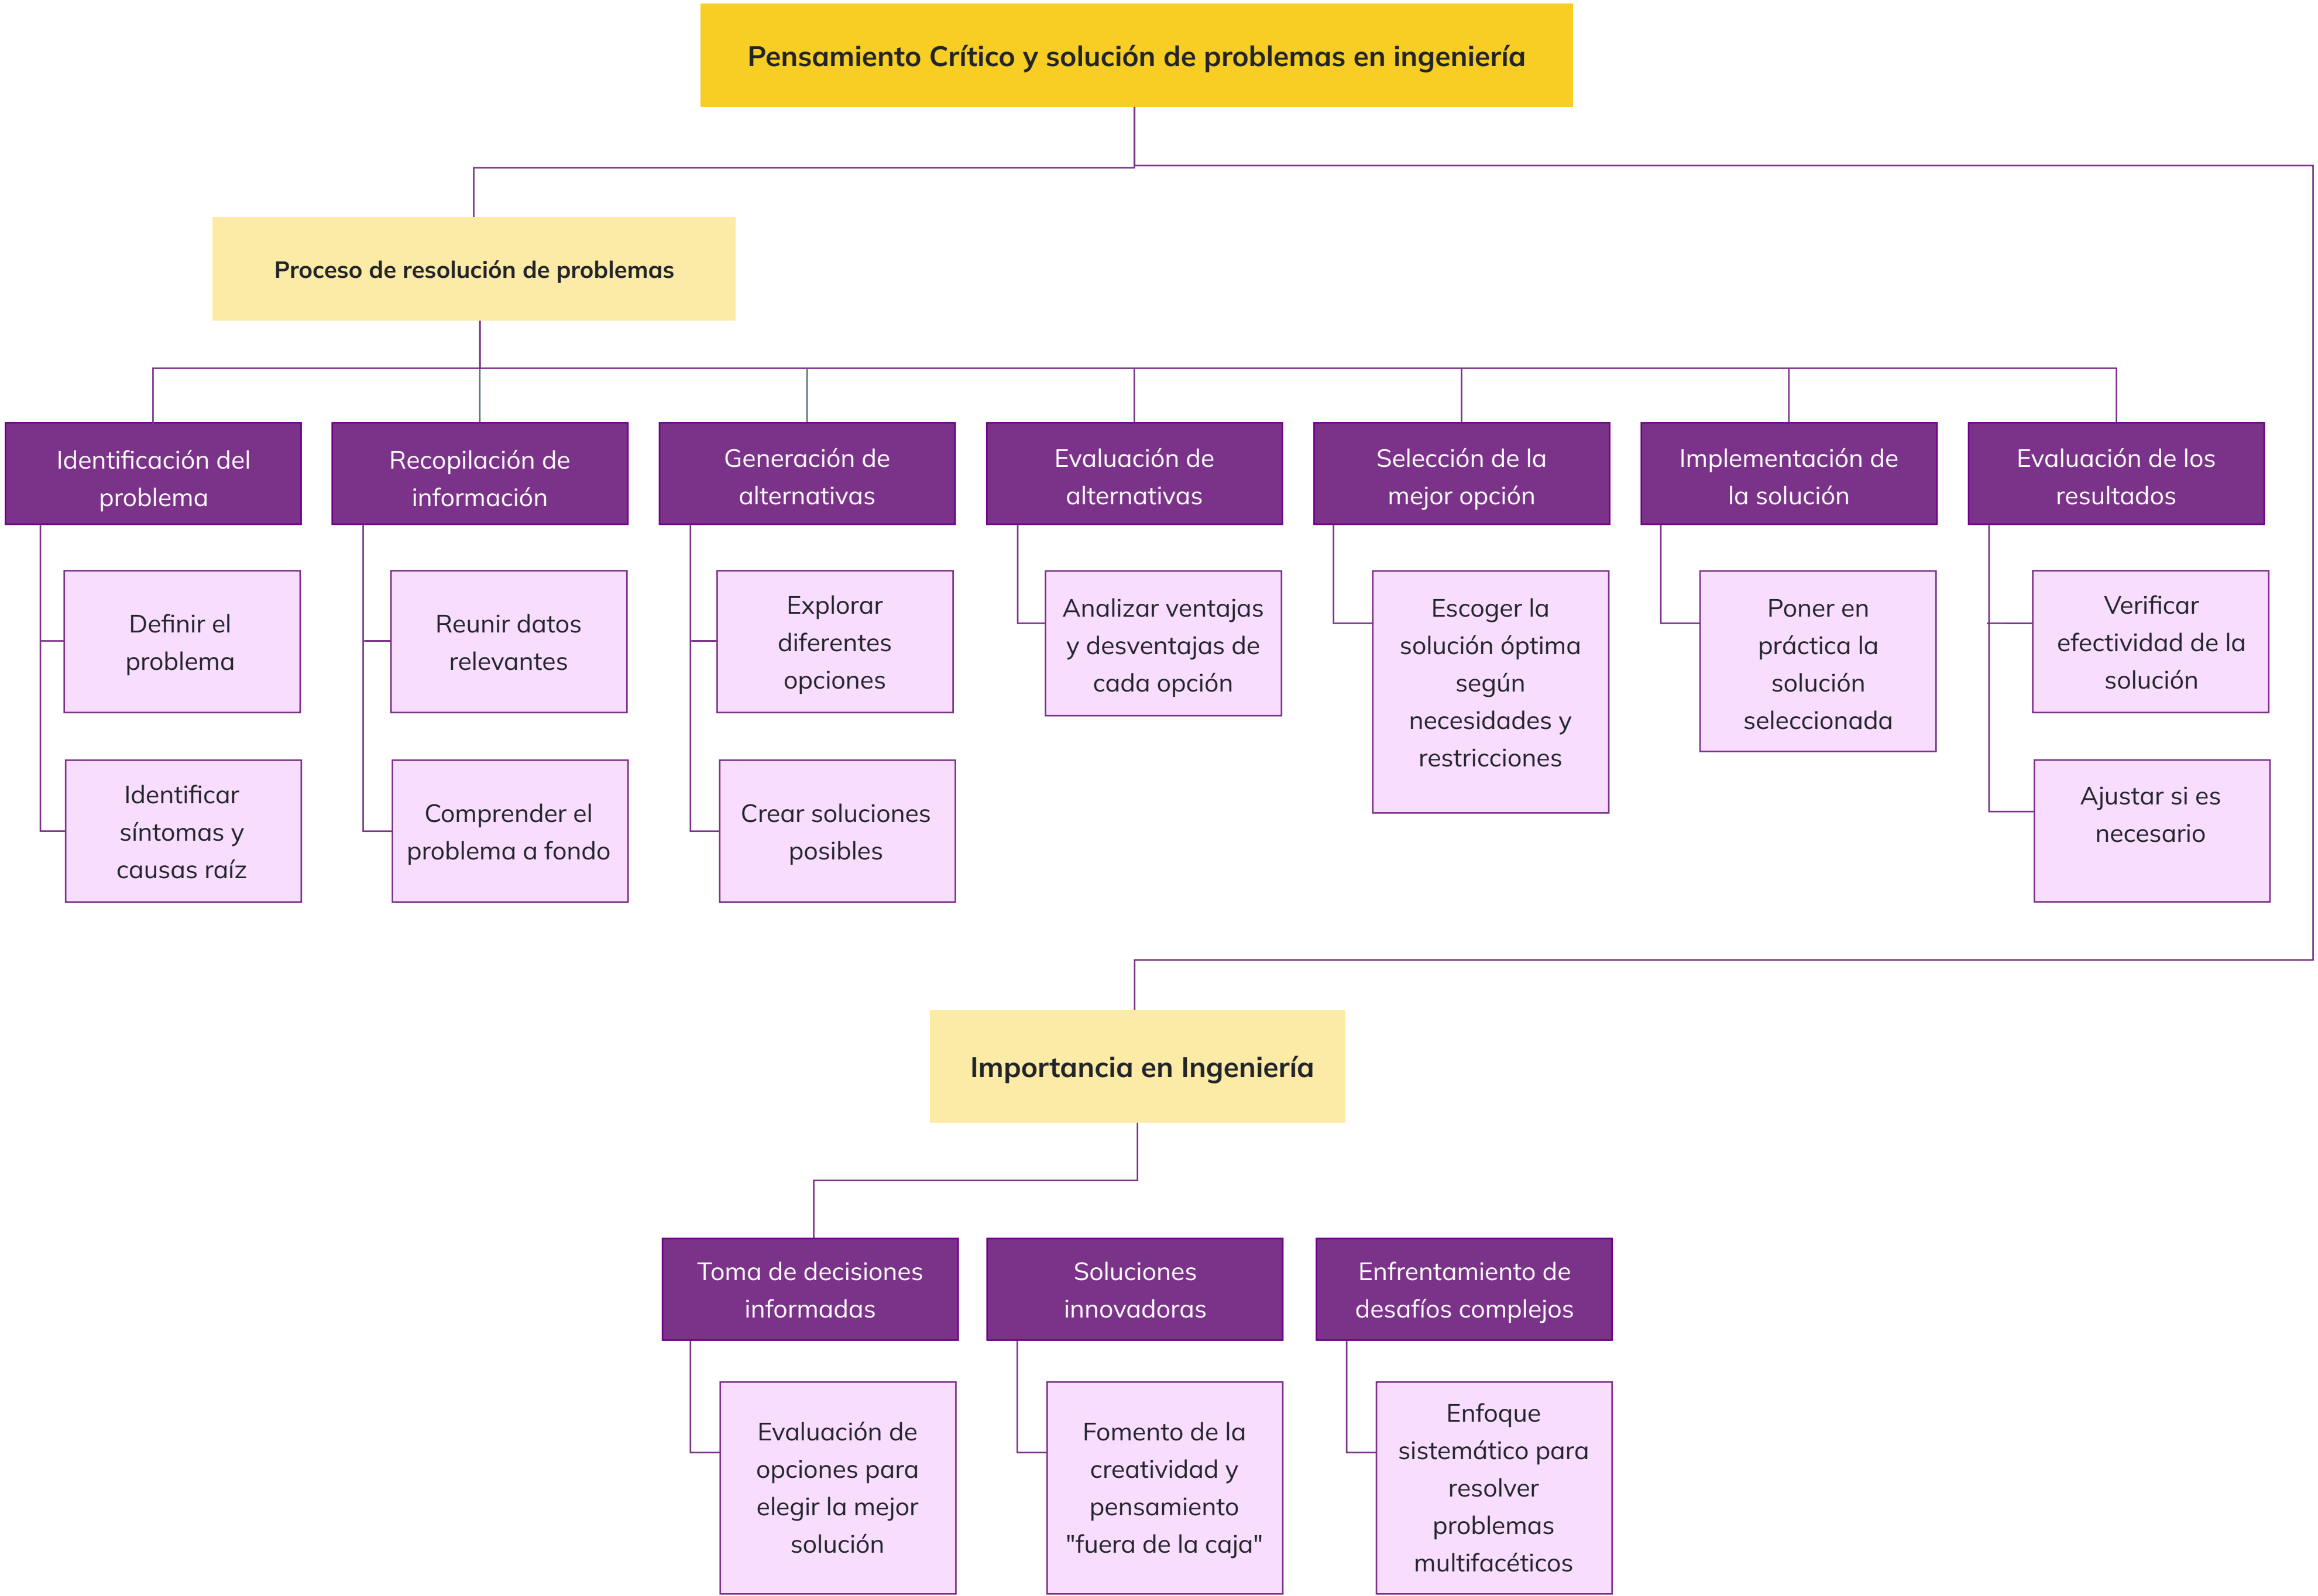 Pensamiento Crítico y solución de problemas en ingeniería
Proceso de resolución de problemas
Identificación del
problema
Recopilación de
información
Generación de
alternativas
Evaluación de
alternativas
Selección de la
mejor opción
Implementación de
la solución
Evaluación de los
resultados
Definir el
problema
Reunir datos
relevantes
Explorar
diferentes
opciones
Analizar ventajas
y desventajas de
cada opción
Escoger la
solución óptima
según
necesidades y
restricciones
Poner en
práctica la
solución
seleccionada
Verificar
efectividad de la
solución
Identificar
síntomas y
causas raíz
Comprender el
problema a fondo
Crear soluciones
posibles
Ajustar si es
necesario
Importancia en Ingeniería
Toma de decisiones
informadas
Soluciones
innovadoras
Enfrentamiento de
desafíos complejos
Evaluación de
opciones para
elegir la mejor
solución
Fomento de la
creatividad y
pensamiento
"fuera de la caja"
Enfoque
sistemático para
resolver
problemas
multifacéticos